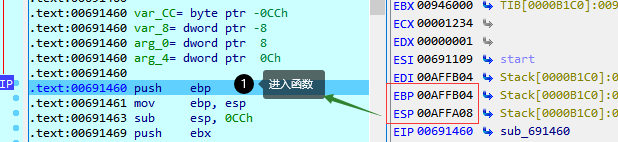 .text:00691460 var_CC= byte ptr -0CCh
.text:00691460 var_8= dword ptr -8
.text:00691460 arg_0= dword ptr  8
.text:00691460 arg_4= dword ptr  0Ch
.text:00691460
.text:00691460 push    ebp
.text:00691461 mov     ebp, esp
.text:00691463 sub     esp, 0CCh
.text:00691469 push    ebx
IP
1 进入函数
EBX 00946000 TIB[0000B1C0]:009
ECX 00001234
EDX 00000001
ESI 00691109 start
EDI 00AFFB04 Stack[0000B1C0]:0
EBP 00AFFB04 Stack[0000B1C0]:0
ESP 00AFFA08 Stack[0000B1C0]:0
EIP 00691460 sub_691460